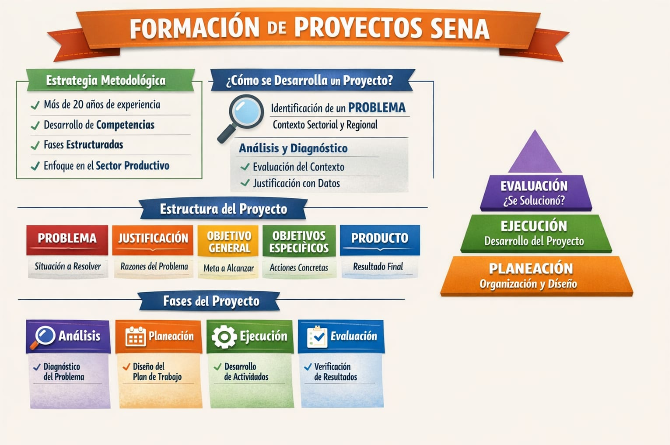 FORMACIÓN DE PROYECTOS SENA
Estrategia Metodológica
Más de 20 años de experiencia
Desarrollo de Competencias
Fases Estructuradas
Enfoque en el Sector Productivo
¿Cómo se Desarrolla un Proyecto?
Identificación de un PROBLEMA
Contexto Sectorial y Regional
Análisis y Diagnóstico
Evaluación del Contexto
Justificación con Datos
Estructura del Proyecto
PROBLEMA
Situación a Resolver
JUSTIFICACIÓN
Razones del Problema
OBJETIVO
GENERAL
Meta a Alcanzar
OBJETIVOS
ESPECÍFICOS
Acciones Concretas
PRODUCTO
Resultado Final
Fases del Proyecto
Análisis
Diagnóstico
del Problema
Planeación
Diseño del
Plan de Trabajo
Ejecución
Desarrollo
de Actividades
Evaluación
Verificación
de Resultados
EVALUACIÓN
¿Se Solucionó?
EJECUCIÓN
Desarrollo del Proyecto
PLANEACIÓN
Organización y Diseño